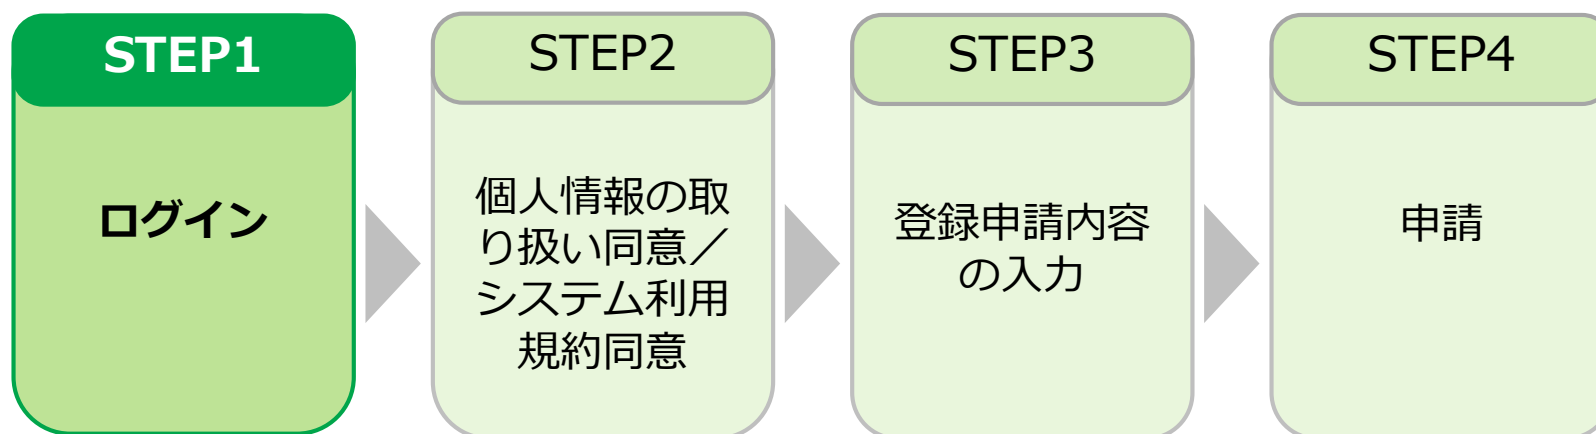 STEP1
ログイン
STEP2
個人情報の取
り扱い同意／
システム利用
規約同意
STEP3
登録申請内容
の入力
STEP4
申請